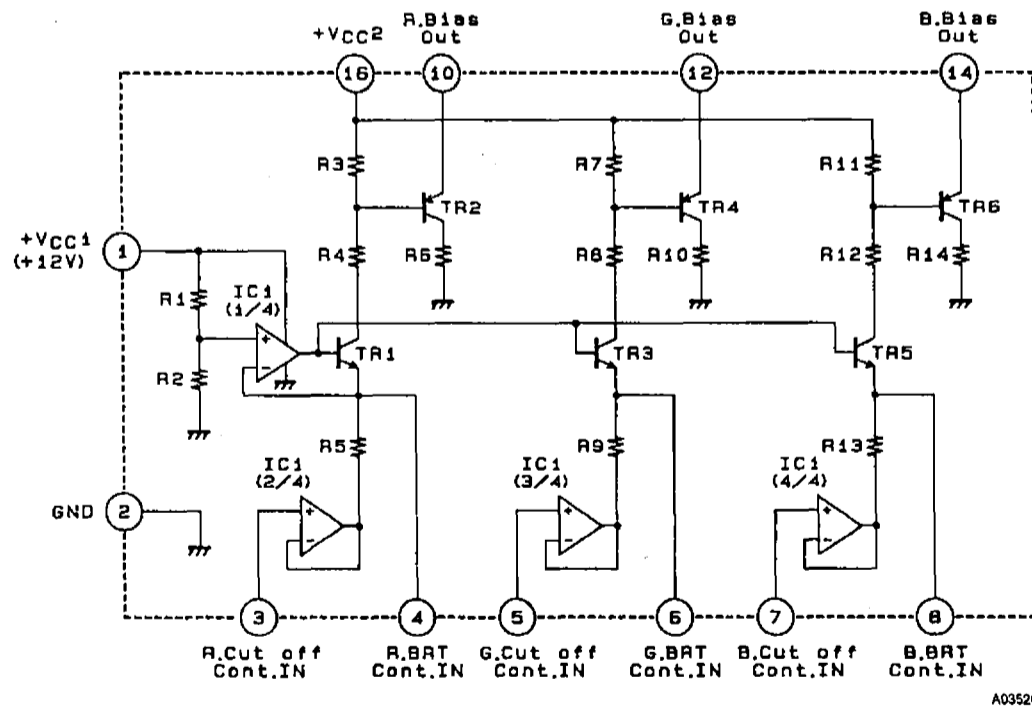 R.Bias
Out
G.Bias
Out
B.Bias
Out
+VCC2
16
10
12
14
R3
R7
R11
TR2
TR4
TR6
+VCC1
(+12V)
1
R4
R6
R8
R10
R12
R14
R1
IC1
(1/4)
+
-
TR1
TR3
TR5
R2
R5
R9
R13
IC1
(2/4)
IC1
(3/4)
IC1
(4/4)
GND
2
+
-
+
-
+
-
3
4
5
6
7
8
R.Cut off
Cont.IN
R.BRT
Cont.IN
G.Cut off
Cont.IN
G.BRT
Cont.IN
B.Cut off
Cont.IN
B.BRT
Cont.IN